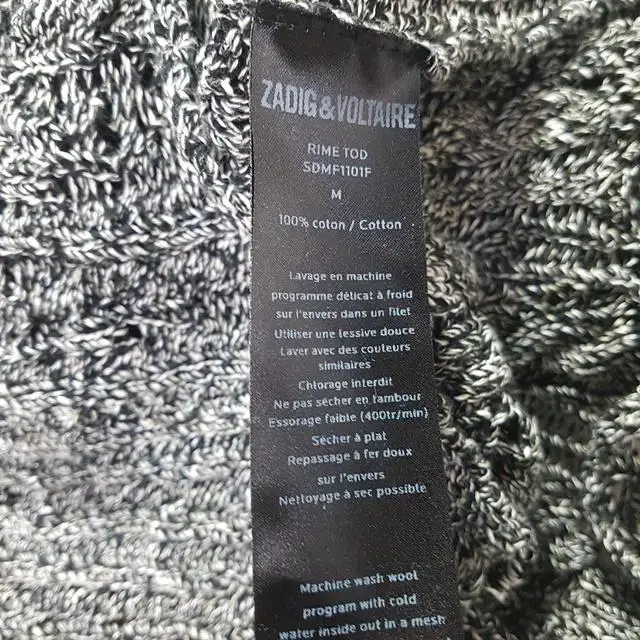 ZADIG&VOLTAIRE
RIME TOD
SDMF1101F
M
100% coton / Cotton
Lavage en machine
programme délicat à froid
sur l'envers dans un filet
Utiliser une lessive douce
Laver avec des couleurs
similaires
Chlorage interdit
Ne pas sécher en tambour
Essorage faible (400tr/min)
Sécher à plat
Repassage à fer doux
sur l'envers
Nettoyage à sec possible
Machine wash wool
program with cold
water inside out in a mesh